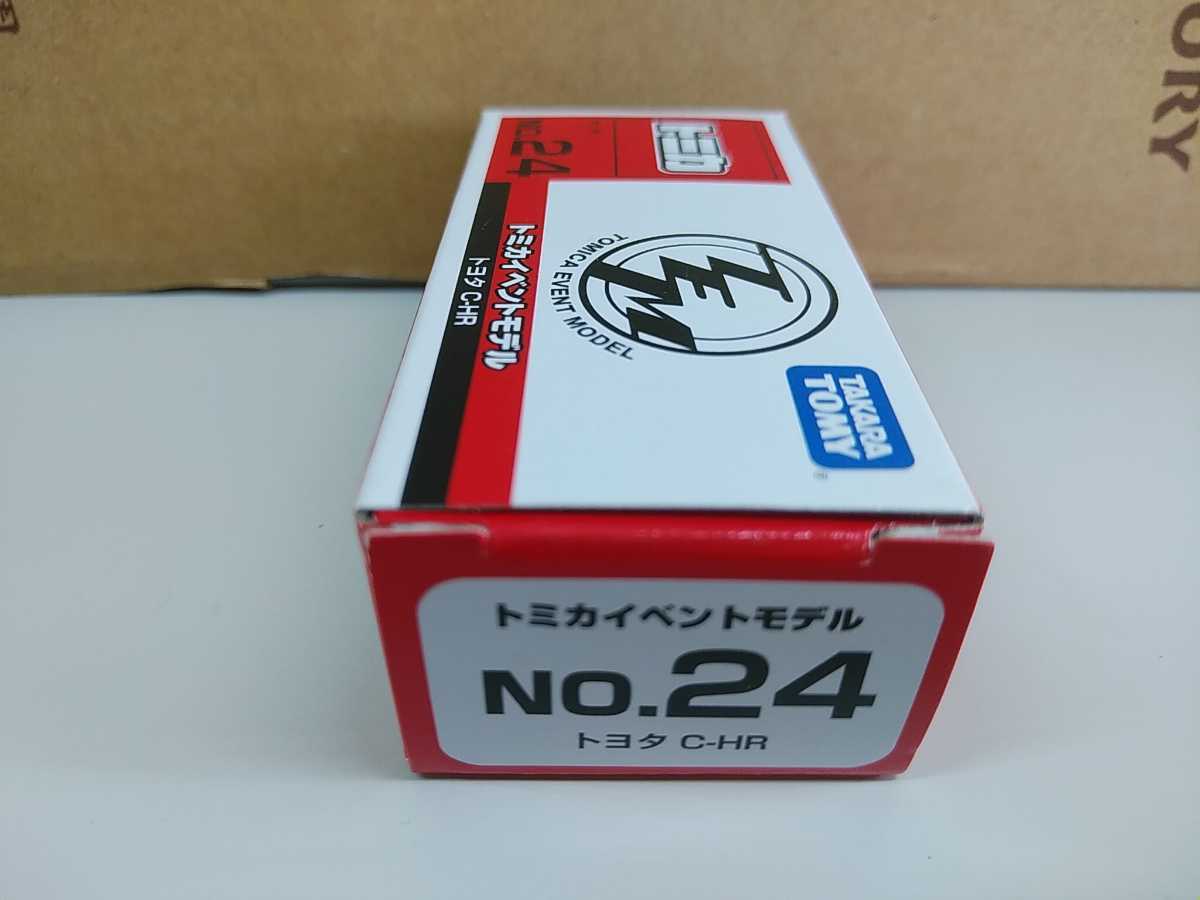 ORY
トミカ
NO.24
トミカイベントモデル
トヨタ C-HR
TEM
TOMICA EVENT MODEL
TAKARA
TOMY
®
トミカイベントモデル
NO.24
トヨタ C-HR